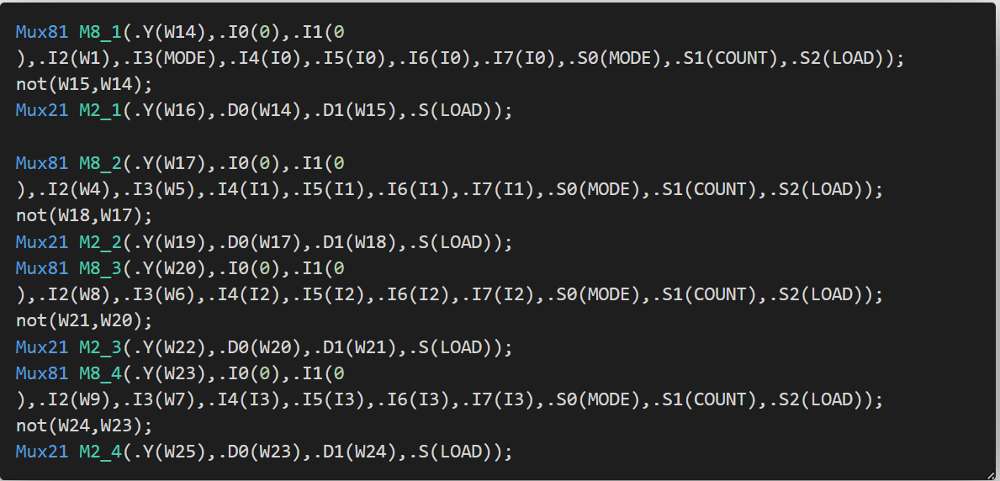 Mux81 M8_1(.Y(W14),.I0(0),.I1(0
),.I2(W1),.I3(MODE),.I4(I0),.I5(I0),.I6(I0),.I7(I0),.S0(MODE),.S1(COUNT),.S2(LOAD));
not(W15,W14);
Mux21 M2_1(.Y(W16),.D0(W14),.D1(W15),.S(LOAD));

Mux81 M8_2(.Y(W17),.I0(0),.I1(0
),.I2(W4),.I3(W5),.I4(I1),.I5(I1),.I6(I1),.I7(I1),.S0(MODE),.S1(COUNT),.S2(LOAD));
not(W18,W17);
Mux21 M2_2(.Y(W19),.D0(W17),.D1(W18),.S(LOAD));
Mux81 M8_3(.Y(W20),.I0(0),.I1(0
),.I2(W8),.I3(W6),.I4(I2),.I5(I2),.I6(I2),.I7(I2),.S0(MODE),.S1(COUNT),.S2(LOAD));
not(W21,W20);
Mux21 M2_3(.Y(W22),.D0(W20),.D1(W21),.S(LOAD));
Mux81 M8_4(.Y(W23),.I0(0),.I1(0
),.I2(W9),.I3(W7),.I4(I3),.I5(I3),.I6(I3),.I7(I3),.S0(MODE),.S1(COUNT),.S2(LOAD));
not(W24,W23);
Mux21 M2_4(.Y(W25),.D0(W23),.D1(W24),.S(LOAD));